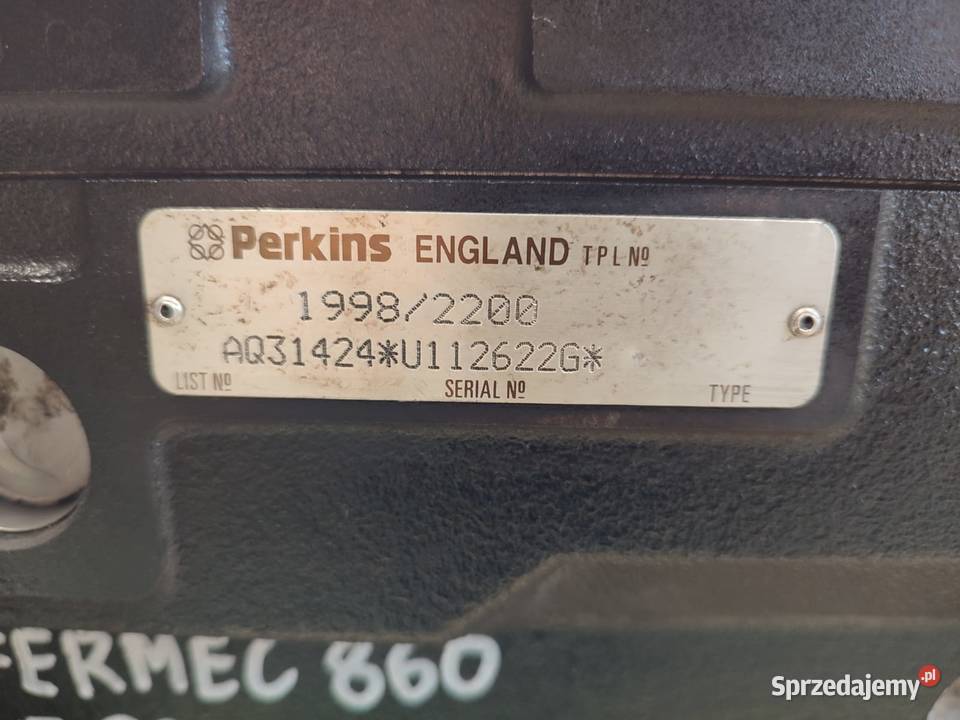 Perkins ENGLAND TPL Nº
1998/2200
AQ31424*U112622G*
LIST Nº SERIAL Nº TYPE
FERMEC 860
Sprzedajemy.pl